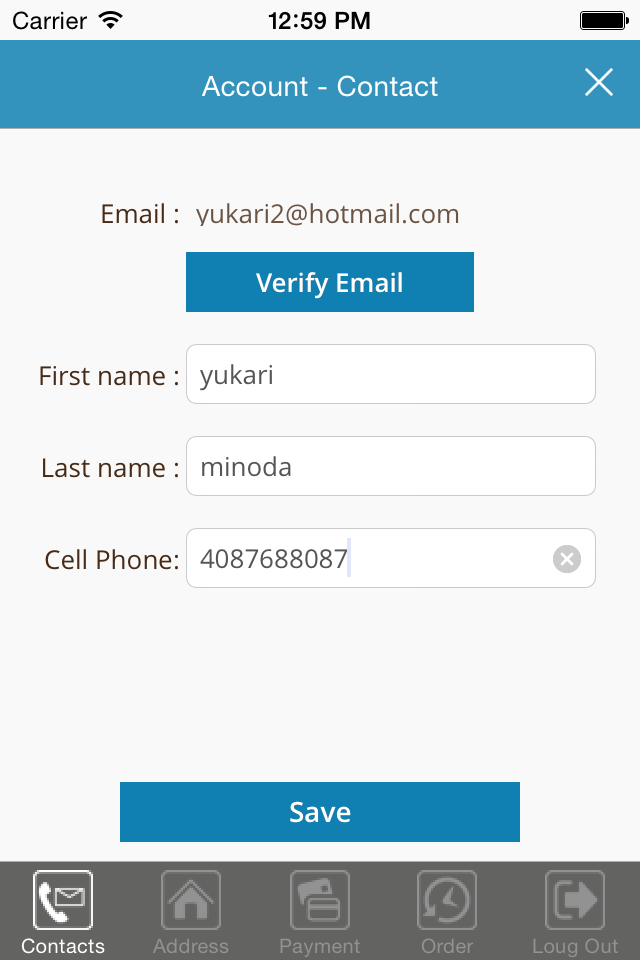 Carrier 12:59 PM
Account - Contact
Email : yukari2@hotmail.com
Verify Email
First name : yukari
Last name : minoda
Cell Phone: 4087688087
Save
Contacts Address Payment Order Loug Out